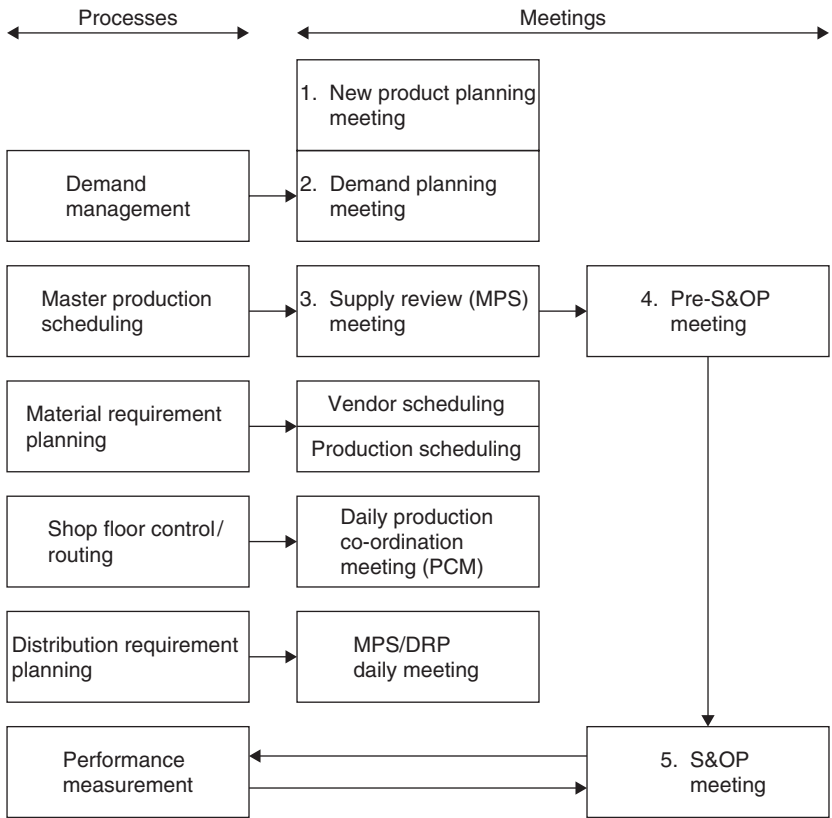 Processes
Meetings
1. New product planning
meeting
Demand
management
2. Demand planning
meeting
Master production
scheduling
3. Supply review (MPS)
meeting
4. Pre-S&OP
meeting
Material requirement
planning
Vendor scheduling
Production scheduling
Shop floor control/
routing
Daily production
co-ordination
meeting (PCM)
Distribution requirement
planning
MPS/DRP
daily meeting
Performance
measurement
5. S&OP
meeting